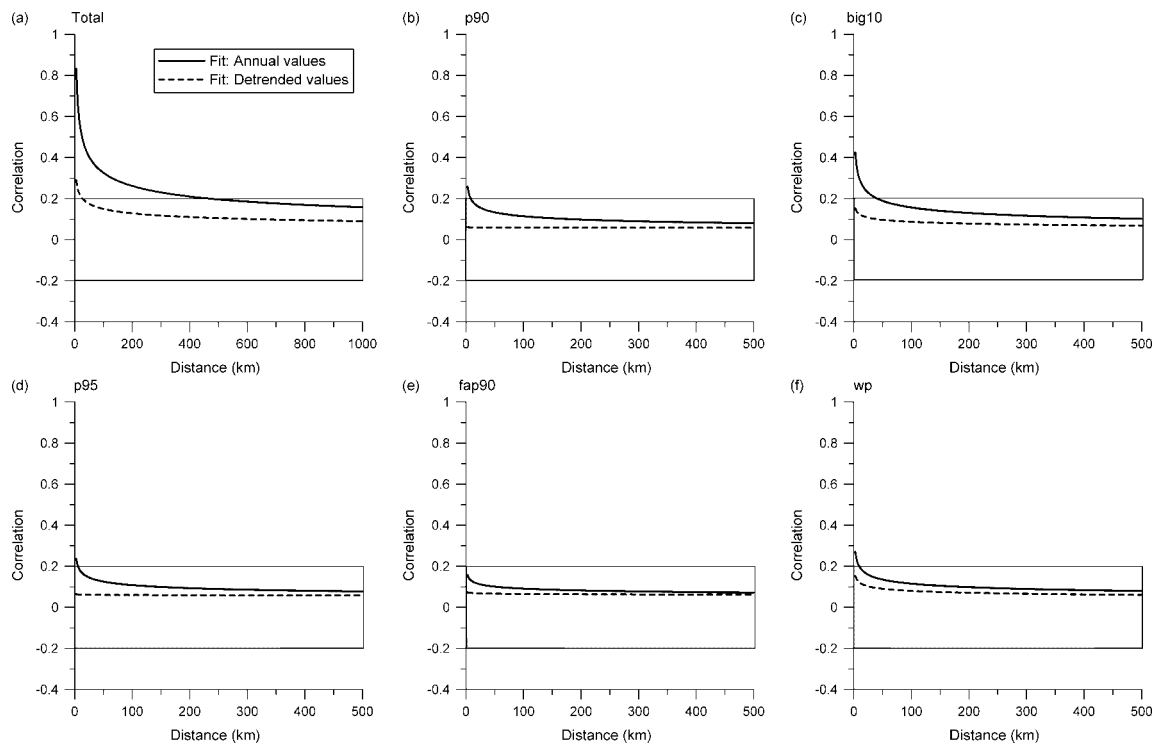 (a) Total
1
0.8
0.6
0.4
0.2
0
-0.2
-0.4
Correlation
Fit: Annual values
Fit: Detrended values
0 200 400 600 800 1000
Distance (km)
(b) p90
1
0.8
0.6
0.4
0.2
0
-0.2
-0.4
Correlation
0 100 200 300 400 500
Distance (km)
(c) big10
1
0.8
0.6
0.4
0.2
0
-0.2
-0.4
Correlation
0 100 200 300 400 500
Distance (km)
(d) p95
1
0.8
0.6
0.4
0.2
0
-0.2
-0.4
Correlation
0 100 200 300 400 500
Distance (km)
(e) fap90
1
0.8
0.6
0.4
0.2
0
-0.2
-0.4
Correlation
0 100 200 300 400 500
Distance (km)
(f) wp
1
0.8
0.6
0.4
0.2
0
-0.2
-0.4
Correlation
0 100 200 300 400 500
Distance (km)